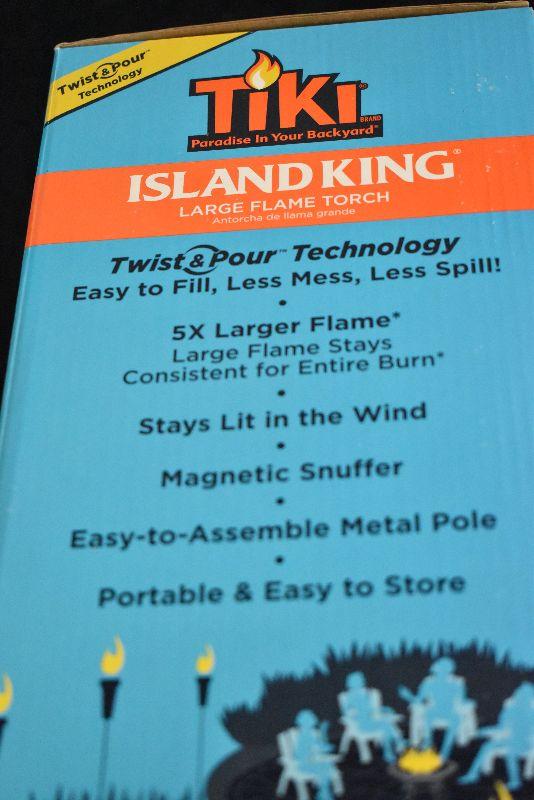 Twist & Pour™
Technology
TiKi®
BRAND
Paradise In Your Backyard®
ISLAND KING®
LARGE FLAME TORCH
Antorcha de llama grande
Twist & Pour™ Technology
Easy to Fill, Less Mess, Less Spill!
•
5X Larger Flame*
Large Flame Stays
Consistent for Entire Burn*
•
Stays Lit in the Wind
•
Magnetic Snuffer
•
Easy-to-Assemble Metal Pole
•
Portable & Easy to Store